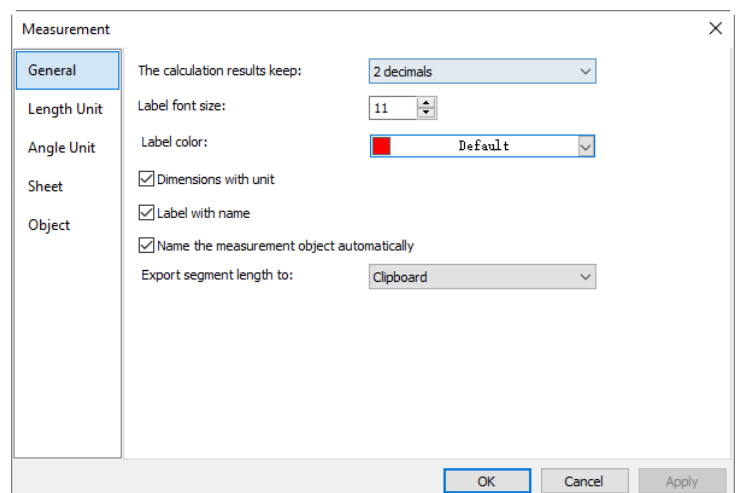 Measurement
General
Length Unit
Angle Unit
Sheet
Object
The calculation results keep: 2 decimals
Label font size: 11
Label color: Default
Dimensions with unit
Label with name
Name the measurement object automatically
Export segment length to: Clipboard
OK Cancel Apply